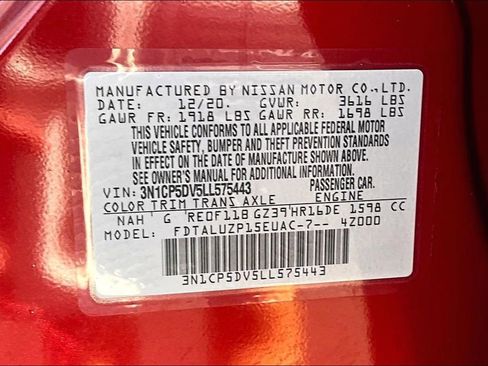 MANUFACTURED BY NISSAN MOTOR CO., LTD.
DATE: 12/20. GVWR: 3616 LBS
GAWR FR: 1918 LBS GAWR RR: 1698 LBS
THIS VEHICLE CONFORMS TO ALL APPLICABLE FEDERAL MOTOR
VEHICLE SAFETY, BUMPER AND THEFT PREVENTION STANDARDS
IN EFFECT ON THE DATE OF MANUFACTURE SHOWN ABOVE.
SEE OWNER'S MANUAL FOR ADDITIONAL INFORMATION.
VIN: 3N1CP5DV5LL575443 PASSENGER CAR.
COLOR TRIM TRANS AXLE ENGINE
NAH G RE0F11B GZ39 HR16DE 1598 CC
MODEL: FDTALUZP15EUAC-7-- 4Z000
3N1CP5DV5LL575443